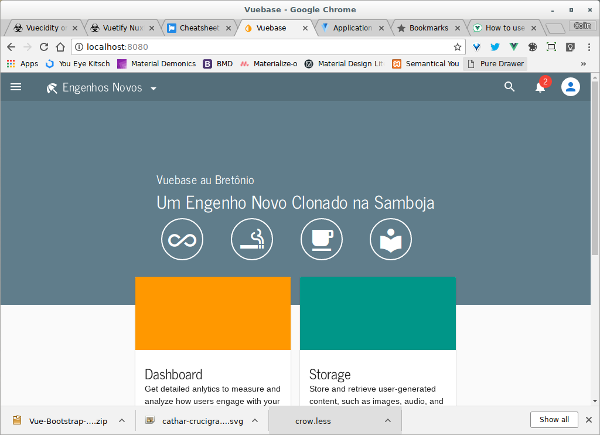 Vuebase - Google Chrome
Vuecidity o
Vuetify Nux
Cheatsheet
Vuebase
Application
Bookmarks
How to use
Colin
localhost:8080
Apps
You Eye Kitsch
Material Demonics
BMD
Materialize-o
Material Design Lit
Semantical You
Pure Drawer
Engenhos Novos
2
Vuebase au Bretônio
Um Engenho Novo Clonado na Samboja
Dashboard
Storage
Get detailed anlytics to measure and
analyze how users engage with your
Store and retrieve user-generated
content, such as images, audio, and
Vue-Bootstrap-....zip
cathar-crucigra....svg
crow.less
Show all